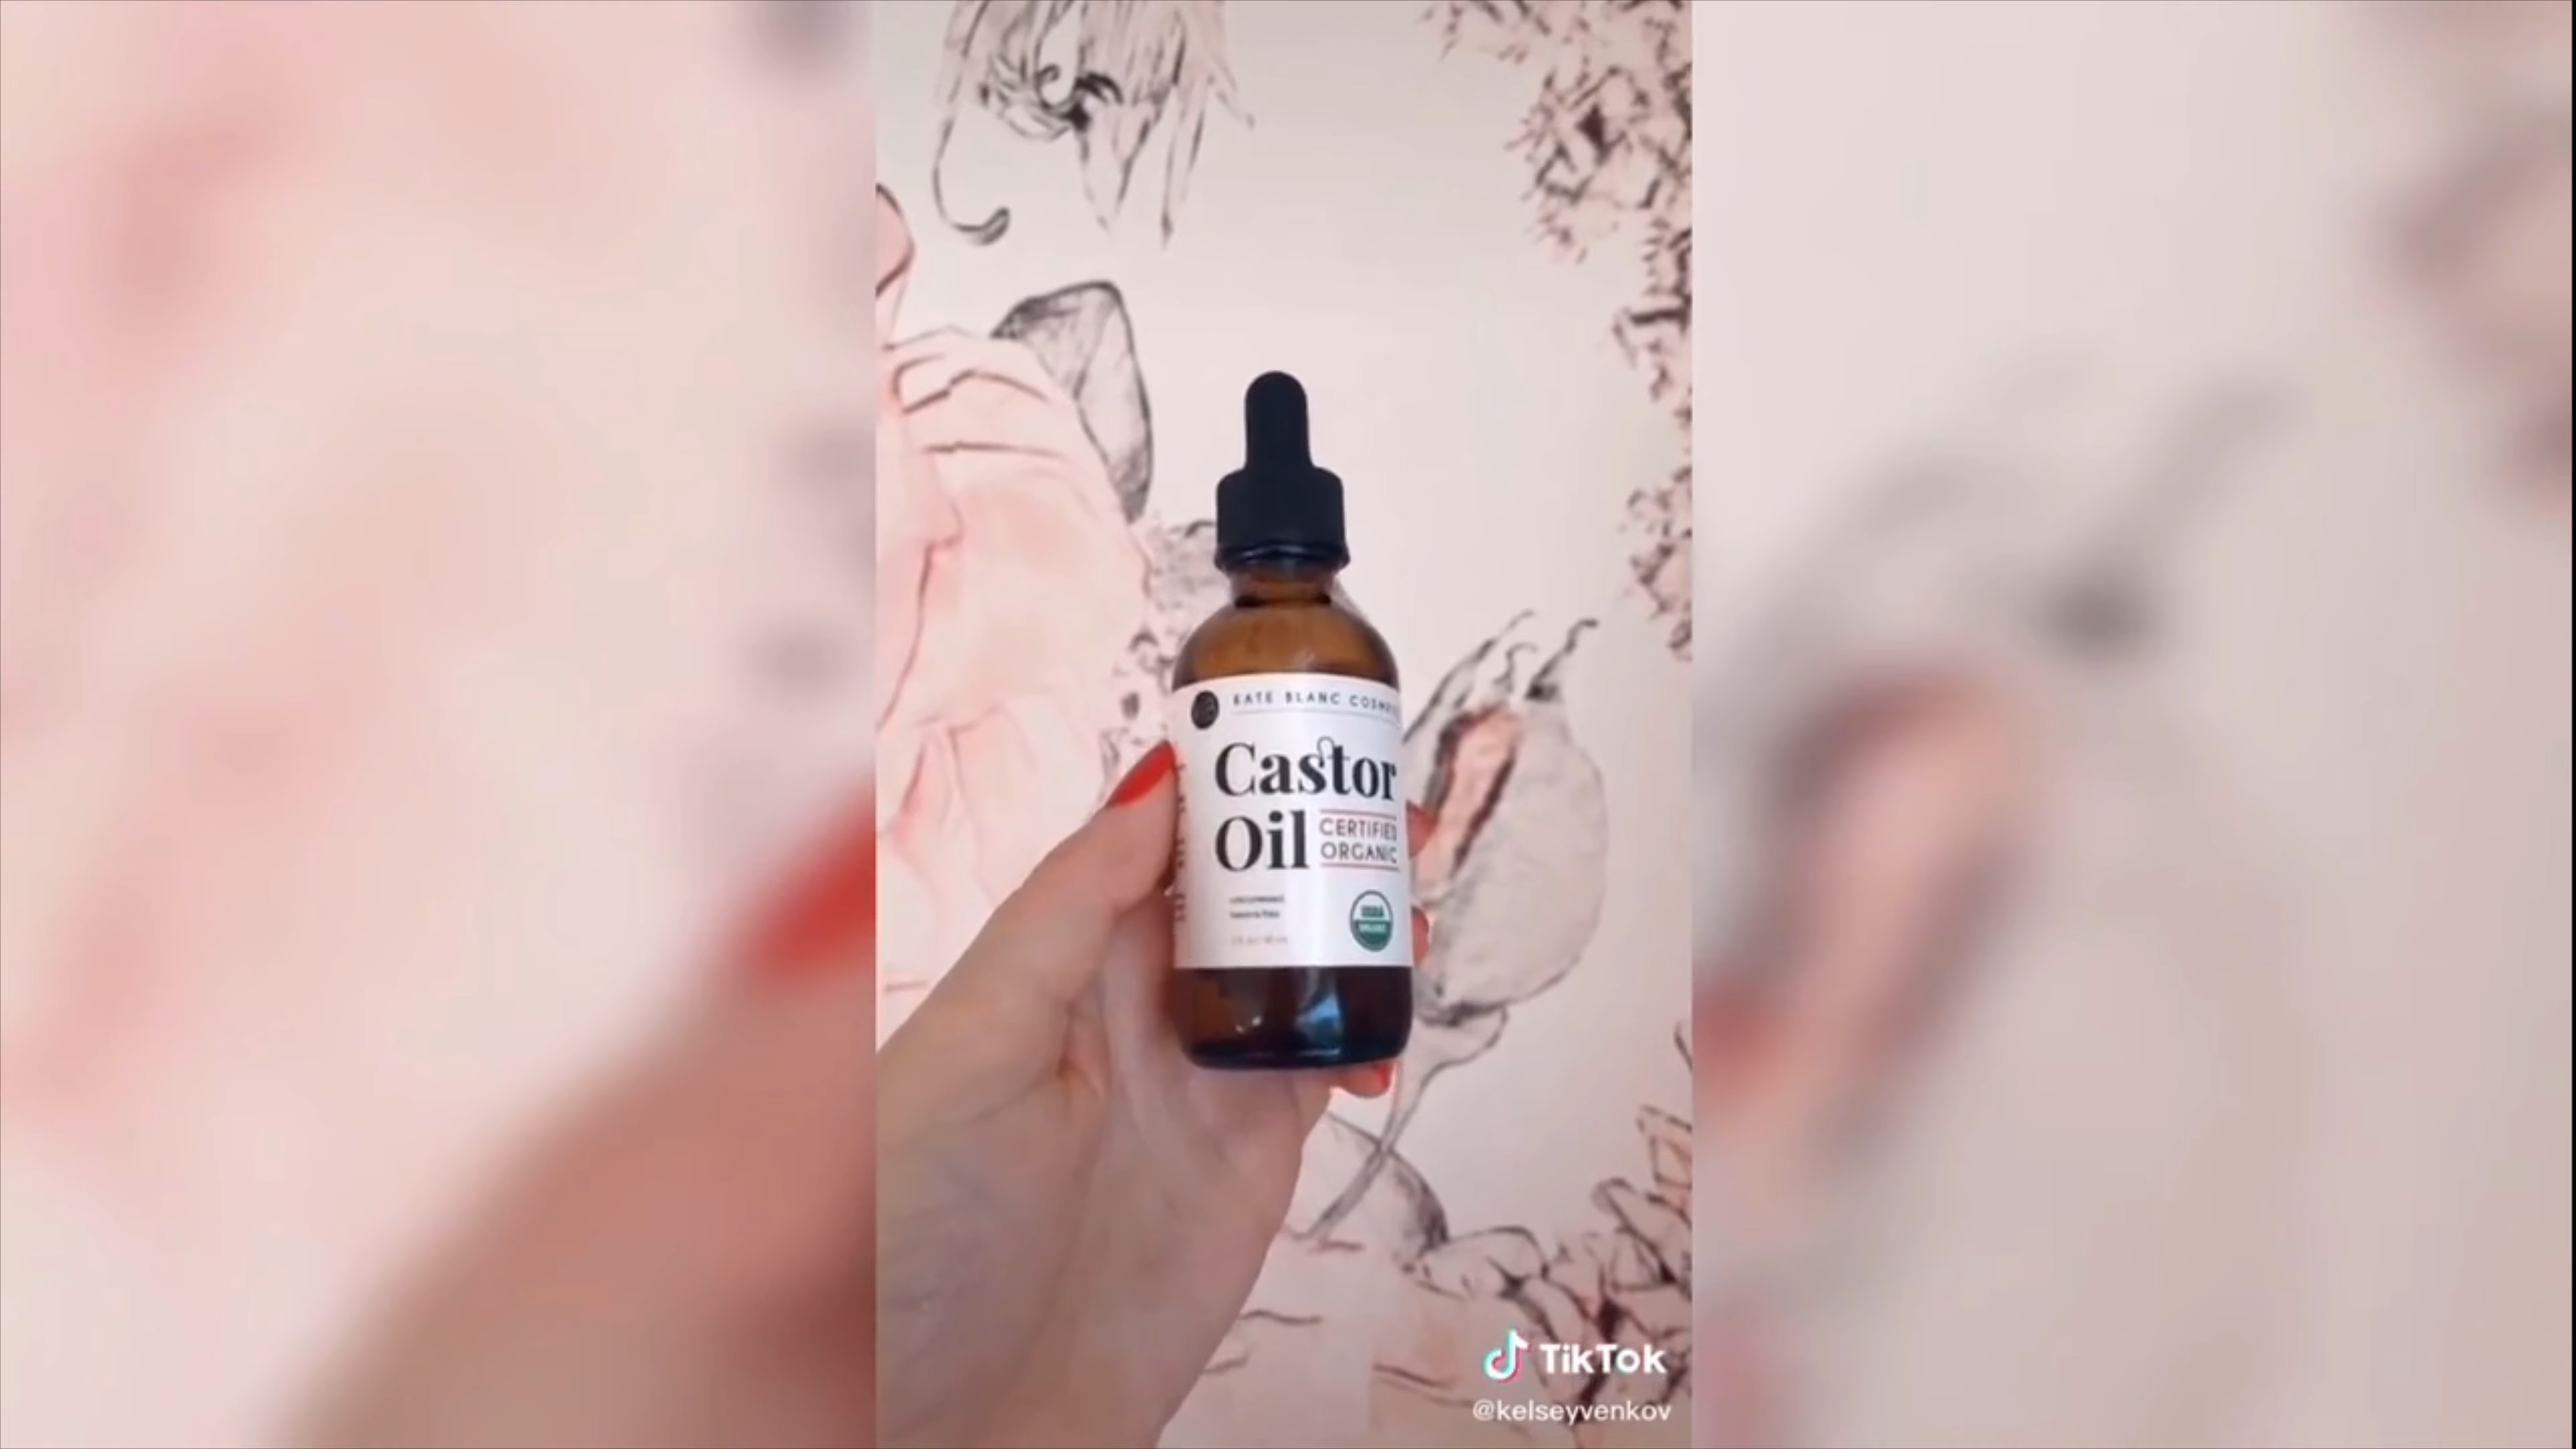 KATE BLANC COSME
Castor
Oil
CERTIFIED
ORGANIC
USDA
ORGANIC
TikTok
@kelseyvenkov